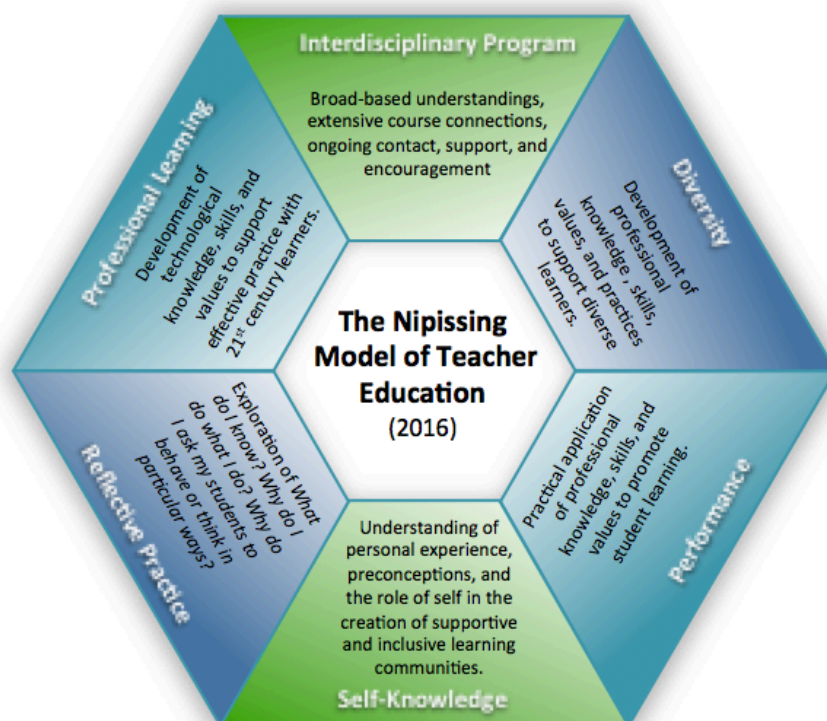 Interdisciplinary Program
Broad-based understandings,
extensive course connections,
ongoing contact, support, and
encouragement
Diversity
Development of
professional
knowledge , skills,
values, and practices
to support diverse
learners.
Performance
Practical application
of professional
knowledge, skills, and
values to promote
student learning.
Understanding of
personal experience,
preconceptions, and
the role of self in the
creation of supportive
and inclusive learning
communities.
Self-Knowledge
Reflective Practice
Exploration of What
do I know? Why do I
do what I do? Why do
I ask my students to
behave or think in
particular ways?
Professional Learning
Development of
technological
knowledge, skills, and
values to support
effective practice with
21st century learners.
The Nipissing
Model of Teacher
Education
(2016)